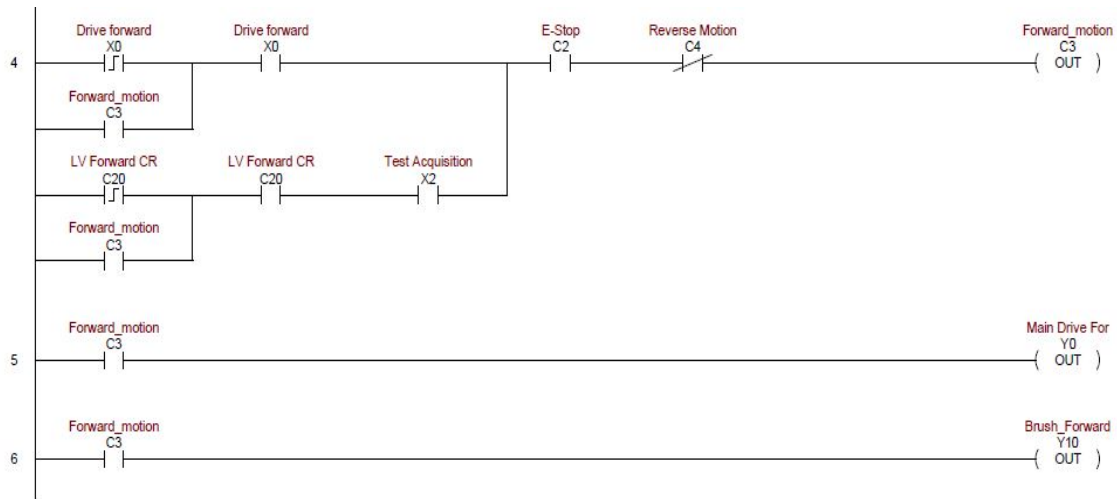 Drive forward Drive forward E-Stop Reverse Motion Forward_motion
X0 X0 C2 C4 C3
4 OUT
Forward_motion
C3
LV Forward CR LV Forward CR Test Acquisition
C20 C20 X2
Forward_motion
C3
Forward_motion Main Drive For
C3 Y0
5 OUT
Forward_motion Brush_Forward
C3 Y10
6 OUT